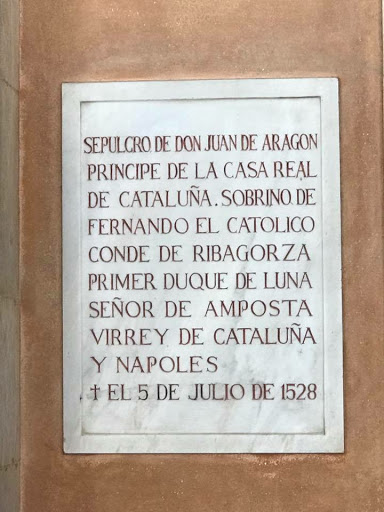 SEPULCRO DE DON JUAN DE ARAGON
PRINCIPE DE LA CASA REAL
DE CATALUÑA. SOBRINO DE
FERNANDO EL CATOLICO
CONDE DE RIBAGORZA
PRIMER DUQUE DE LUNA
SEÑOR DE AMPOSTA
VIRREY DE CATALUÑA
Y NAPOLES
† EL 5 DE JULIO DE 1528